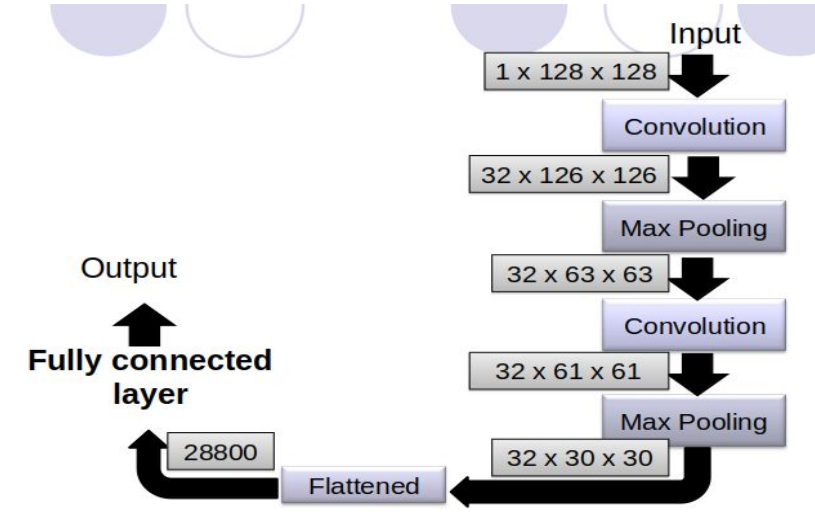 Input
1 x 128 x 128
Convolution
32 x 126 x 126
Max Pooling
32 x 63 x 63
Convolution
32 x 61 x 61
Max Pooling
32 x 30 x 30
Flattened
28800
Fully connected
layer
Output